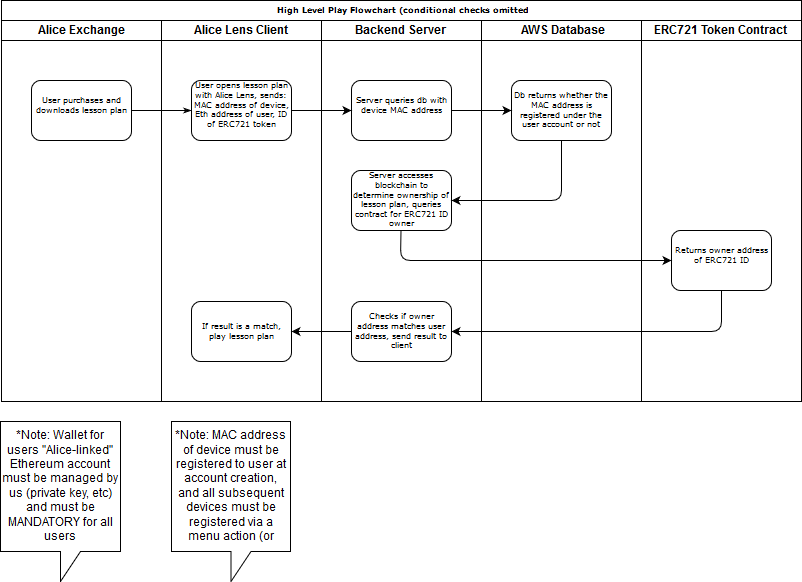 High Level Play Flowchart (conditional checks omitted
Alice Exchange
Alice Lens Client
Backend Server
AWS Database
ERC721 Token Contract
User purchases and
downloads lesson plan
User opens lesson plan
with Alice Lens, sends:
MAC address of device,
Eth address of user, ID
of ERC721 token
Server queries db with
device MAC address
Db returns whether the
MAC address is
registered under the
user account or not
Server accesses
blockchain to
determine ownership of
lesson plan, queries
contract for ERC721 ID
owner
Returns owner address
of ERC721 ID
If result is a match,
play lesson plan
Checks if owner
address matches user
address, send result to
client
*Note: Wallet for
users "Alice-linked"
Ethereum account
must be managed by
us (private key, etc)
and must be
MANDATORY for all
users
*Note: MAC address
of device must be
registered to user at
account creation,
and all subsequent
devices must be
registered via a
menu action (or